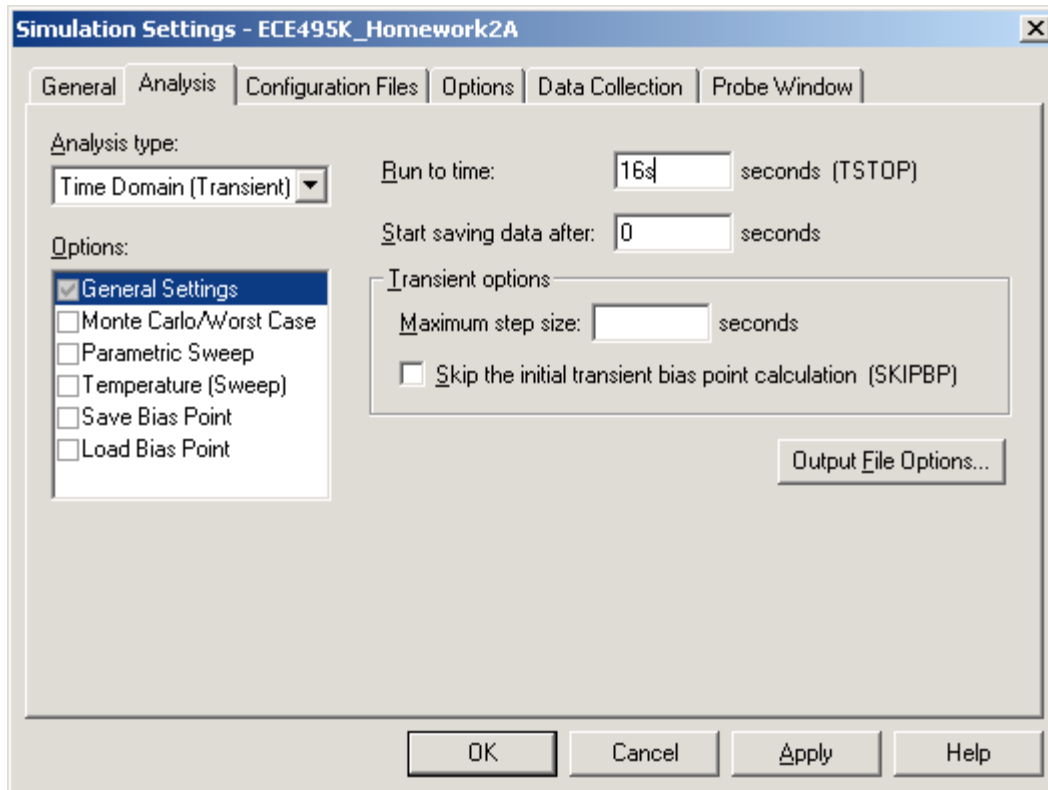 Simulation Settings - ECE495K_Homework2A
General Analysis Configuration Files Options Data Collection Probe Window
Analysis type:
Time Domain (Transient)
Run to time: 16s seconds (TSTOP)
Start saving data after: 0 seconds
Options:
General Settings
Monte Carlo/Worst Case
Parametric Sweep
Temperature (Sweep)
Save Bias Point
Load Bias Point
Transient options
Maximum step size: seconds
Skip the initial transient bias point calculation (SKIPBP)
Output File Options...
OK Cancel Apply Help